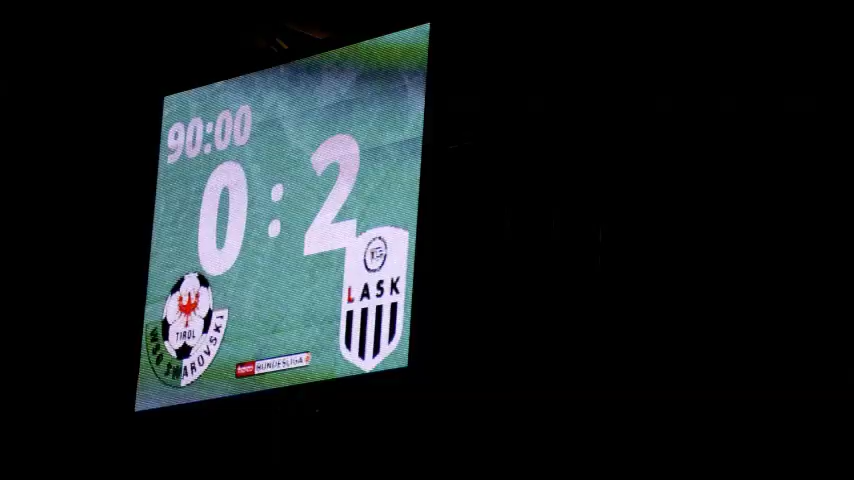 90:00
0 : 2
LASK
TIROL
WSG SWAROVSKI
BUNDESLIGA